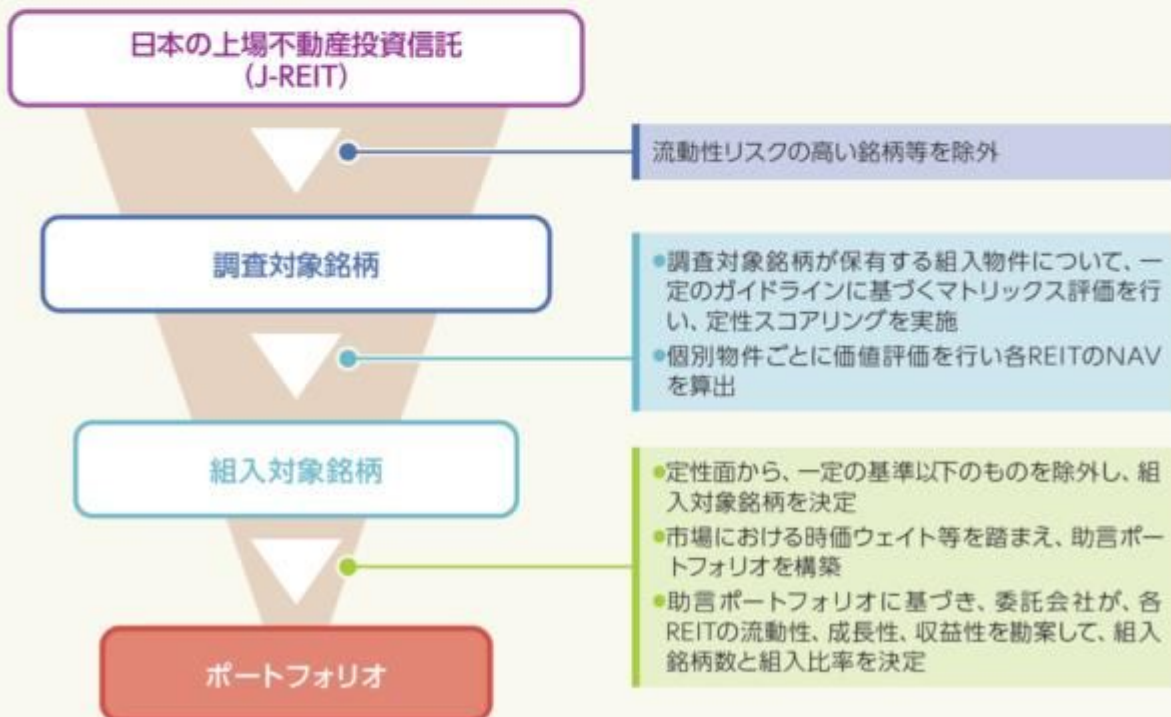 日本の上場不動産投資信託
(J-REIT)
流動性リスクの高い銘柄等を除外
調査対象銘柄
●調査対象銘柄が保有する組入物件について、一
定のガイドラインに基づくマトリックス評価を行
い、定性スコアリングを実施
●個別物件ごとに価値評価を行い各REITのNAV
を算出
組入対象銘柄
●定性面から、一定の基準以下のものを除外し、組
入対象銘柄を決定
●市場における時価ウェイト等を踏まえ、助言ポー
トフォリオを構築
●助言ポートフォリオに基づき、委託会社が、各
REITの流動性、成長性、収益性を勘案して、組入
銘柄数と組入比率を決定
ポートフォリオ